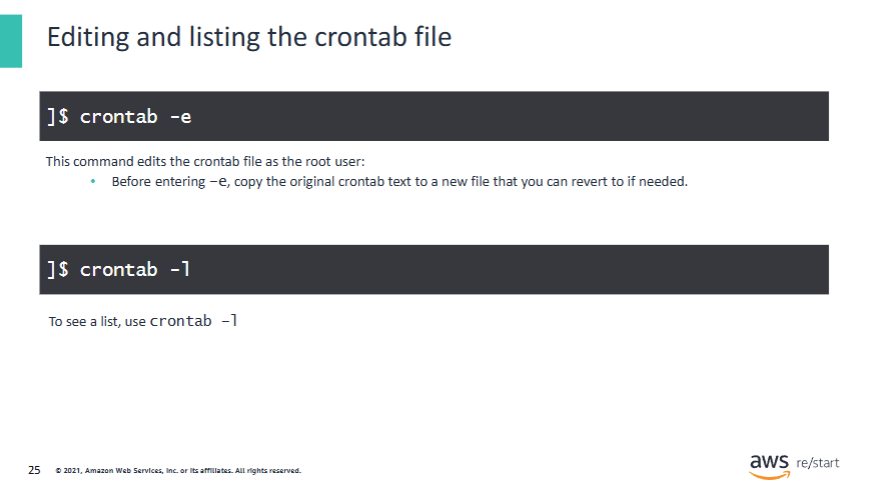 Editing and listing the crontab file
]$ crontab -e
This command edits the crontab file as the root user:
• Before entering –e, copy the original crontab text to a new file that you can revert to if needed.
]$ crontab -l
To see a list, use crontab –l
25 © 2021, Amazon Web Services, Inc. or its affiliates. All rights reserved.
aws re/start